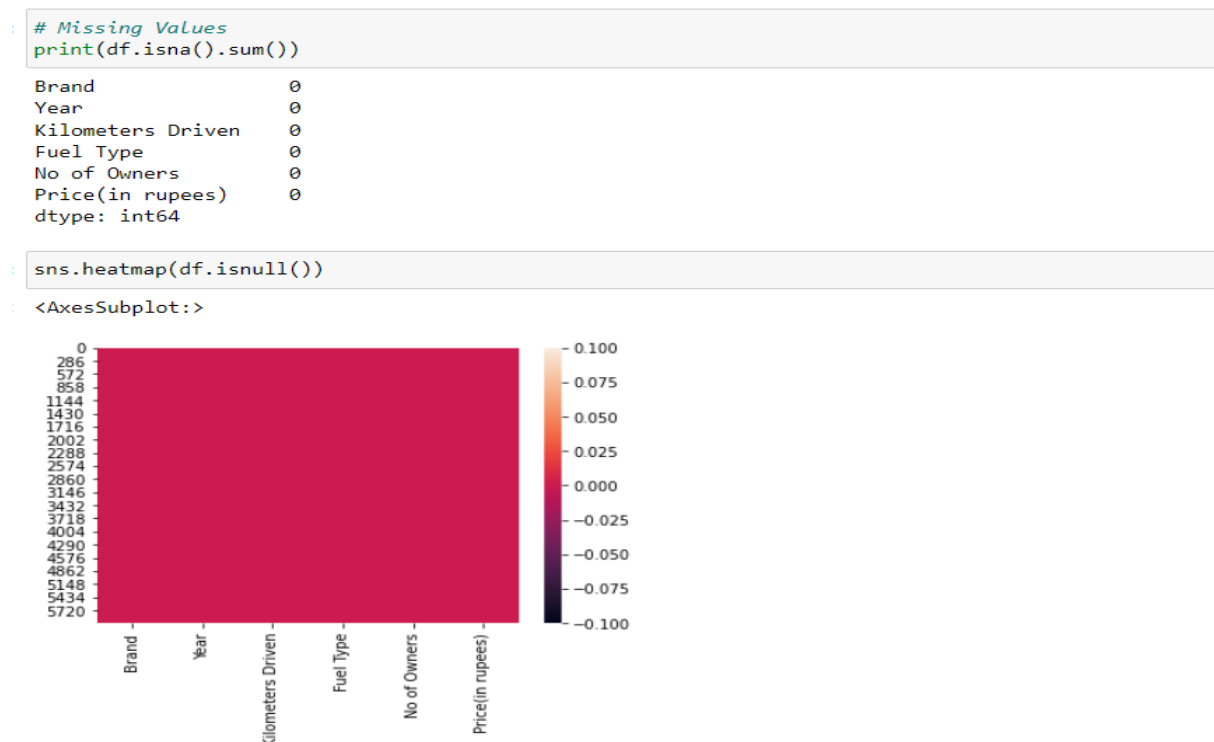 # Missing Values
print(df.isna().sum())
Brand 0
Year 0
Kilometers Driven 0
Fuel Type 0
No of Owners 0
Price(in rupees) 0
dtype: int64
sns.heatmap(df.isnull())
<AxesSubplot:>
0
286
572
858
1144
1430
1716
2002
2288
2574
2860
3146
3432
3718
4004
4290
4576
4862
5148
5434
5720
0.100
0.075
0.050
0.025
0.000
−0.025
−0.050
−0.075
−0.100
Brand
Year
Kilometers Driven
Fuel Type
No of Owners
Price(in rupees)